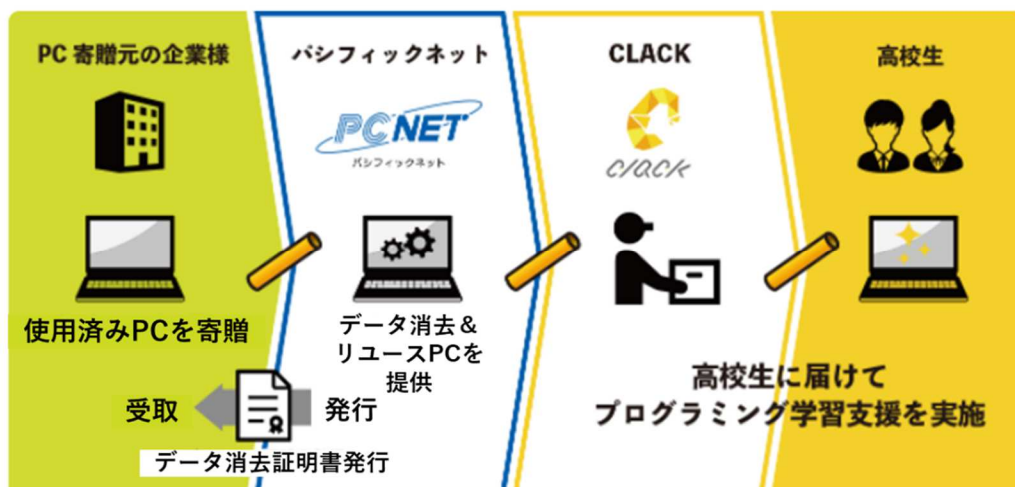 PC 寄贈元の企業様
パシフィックネット
CLACK
高校生
PC NET
パシフィックネット
clack
使用済みPCを寄贈
データ消去&
リユースPCを
提供
高校生に届けて
プログラミング学習支援を実施
受取
発行
データ消去証明書発行